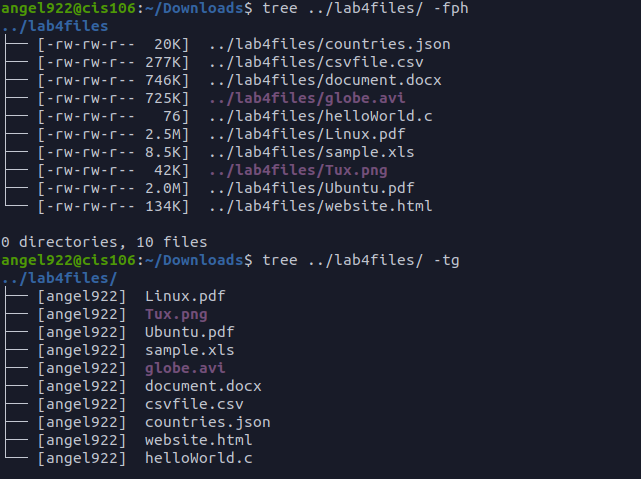 angel922@cis106:~/Downloads$ tree ../lab4files/ -fph
../lab4files
├── [-rw-rw-r--  20K]  ../lab4files/countries.json
├── [-rw-rw-r-- 277K]  ../lab4files/csvfile.csv
├── [-rw-rw-r-- 746K]  ../lab4files/document.docx
├── [-rw-rw-r-- 725K]  ../lab4files/globe.avi
├── [-rw-rw-r--   76]  ../lab4files/helloWorld.c
├── [-rw-rw-r-- 2.5M]  ../lab4files/Linux.pdf
├── [-rw-rw-r-- 8.5K]  ../lab4files/sample.xls
├── [-rw-rw-r--  42K]  ../lab4files/Tux.png
├── [-rw-rw-r-- 2.0M]  ../lab4files/Ubuntu.pdf
└── [-rw-rw-r-- 134K]  ../lab4files/website.html
0 directories, 10 files
angel922@cis106:~/Downloads$ tree ../lab4files/ -tg
../lab4files/
├── [angel922]  Linux.pdf
├── [angel922]  Tux.png
├── [angel922]  Ubuntu.pdf
├── [angel922]  sample.xls
├── [angel922]  globe.avi
├── [angel922]  document.docx
├── [angel922]  csvfile.csv
├── [angel922]  countries.json
├── [angel922]  website.html
└── [angel922]  helloWorld.c